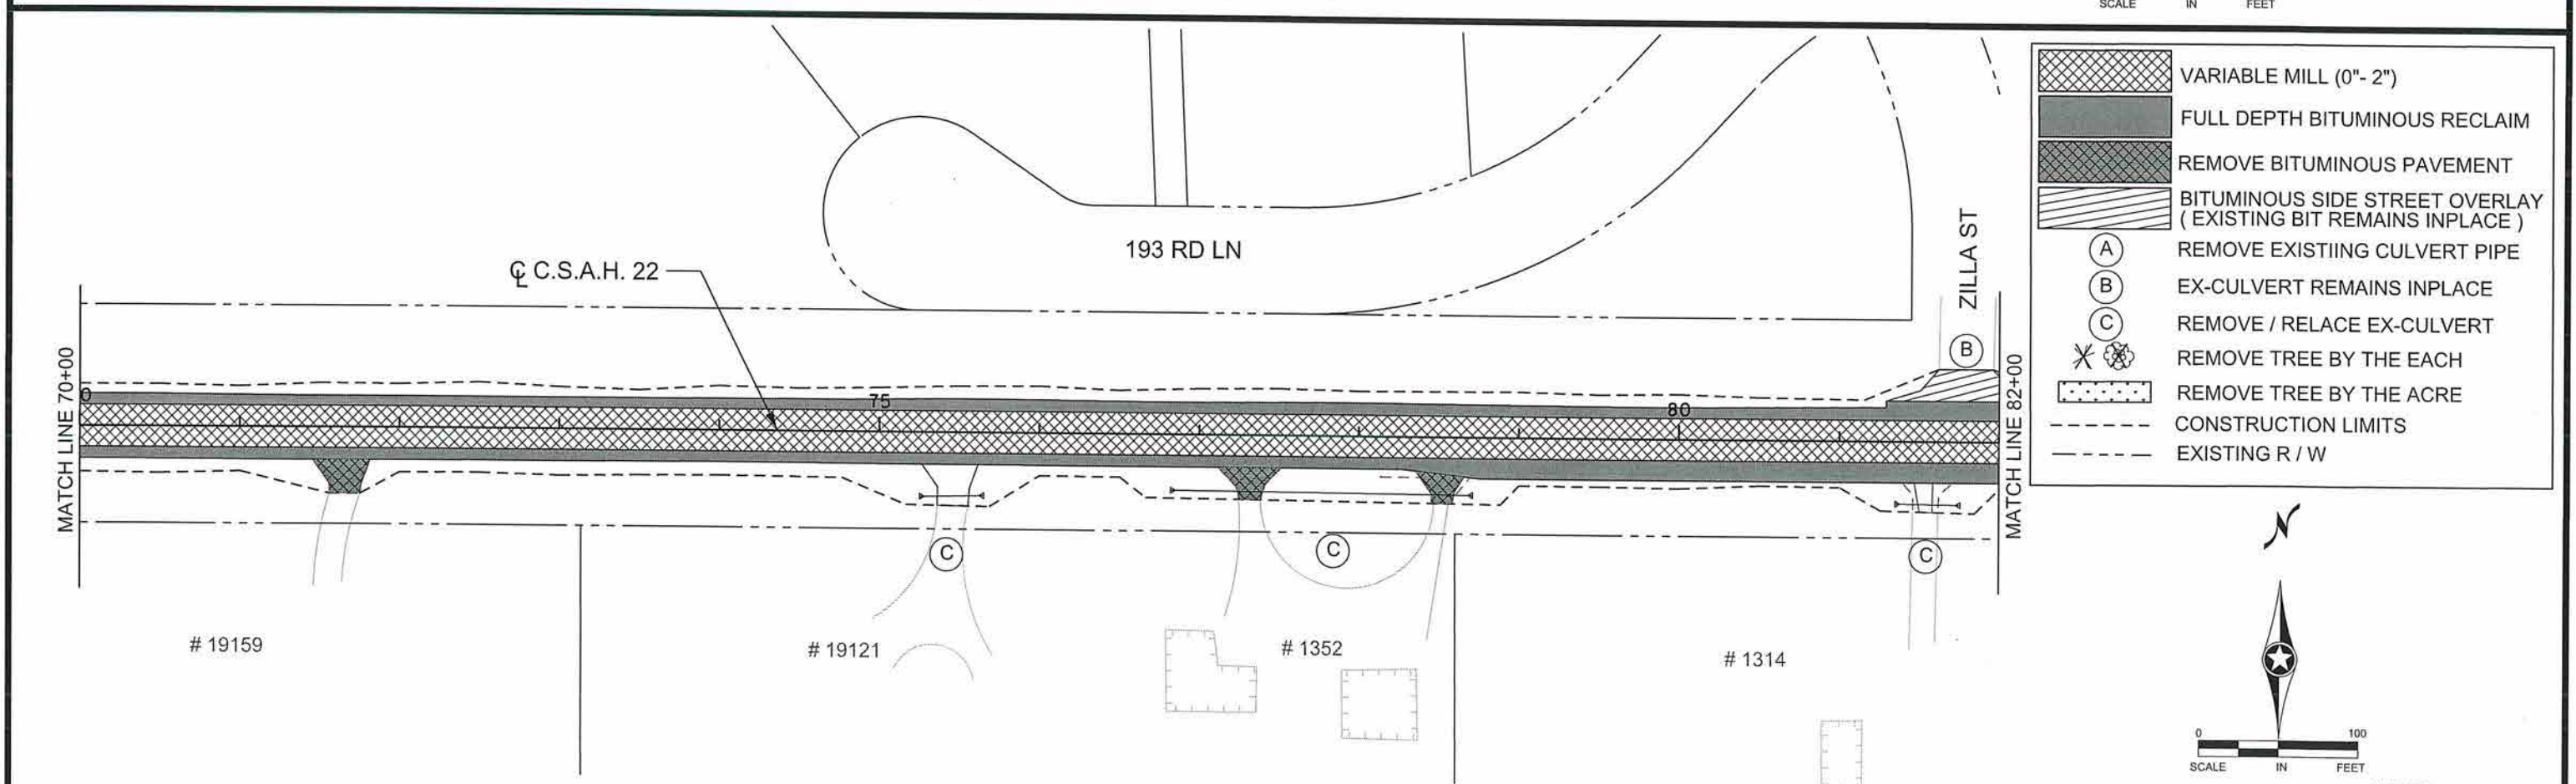 SCALE IN FEET
193 RD LN
℄ C.S.A.H. 22
ZILLA ST
MATCH LINE 70+00
0
75
80
B
MATCH LINE 82+00
C
C
C
# 19159
# 19121
# 1352
# 1314
VARIABLE MILL (0"- 2")
FULL DEPTH BITUMINOUS RECLAIM
REMOVE BITUMINOUS PAVEMENT
BITUMINOUS SIDE STREET OVERLAY
( EXISTING BIT REMAINS INPLACE )
A REMOVE EXISTIING CULVERT PIPE
B EX-CULVERT REMAINS INPLACE
C REMOVE / RELACE EX-CULVERT
REMOVE TREE BY THE EACH
REMOVE TREE BY THE ACRE
CONSTRUCTION LIMITS
EXISTING R / W
N
0 100
SCALE IN FEET